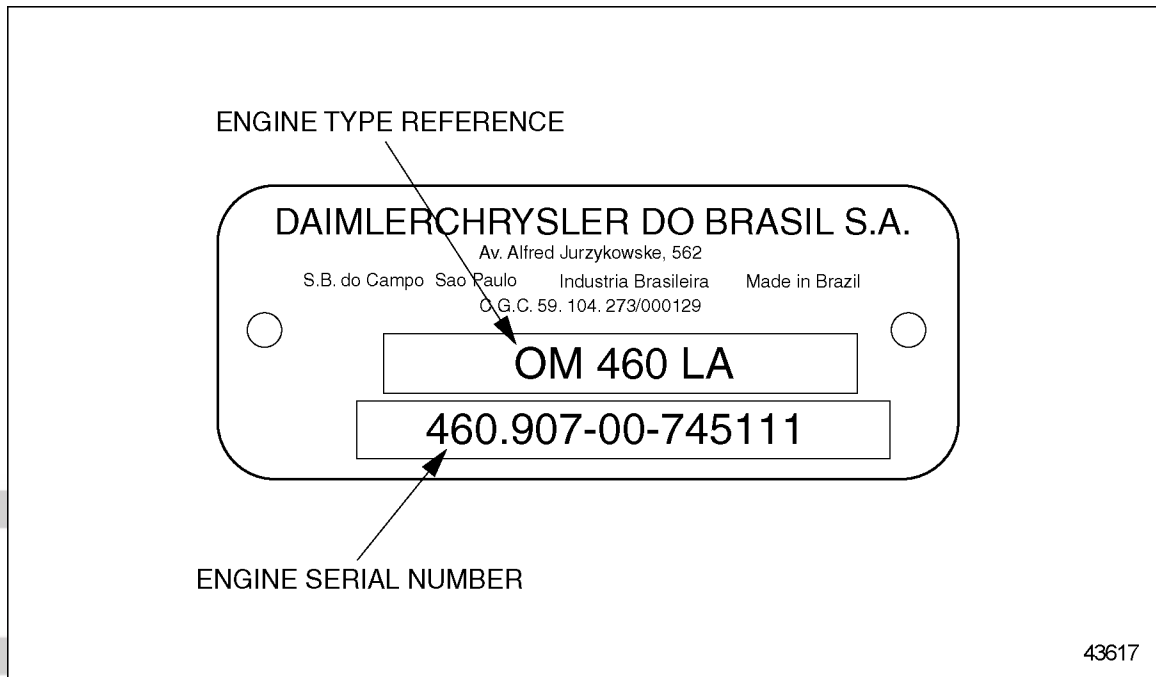 ENGINE TYPE REFERENCE
DAIMLERCHRYSLER DO BRASIL S.A.
Av. Alfred Jurzykowske, 562
S.B. do Campo Sao Paulo Industria Brasileira Made in Brazil
C.G.C. 59. 104. 273/000129
OM 460 LA
460.907-00-745111
ENGINE SERIAL NUMBER
43617